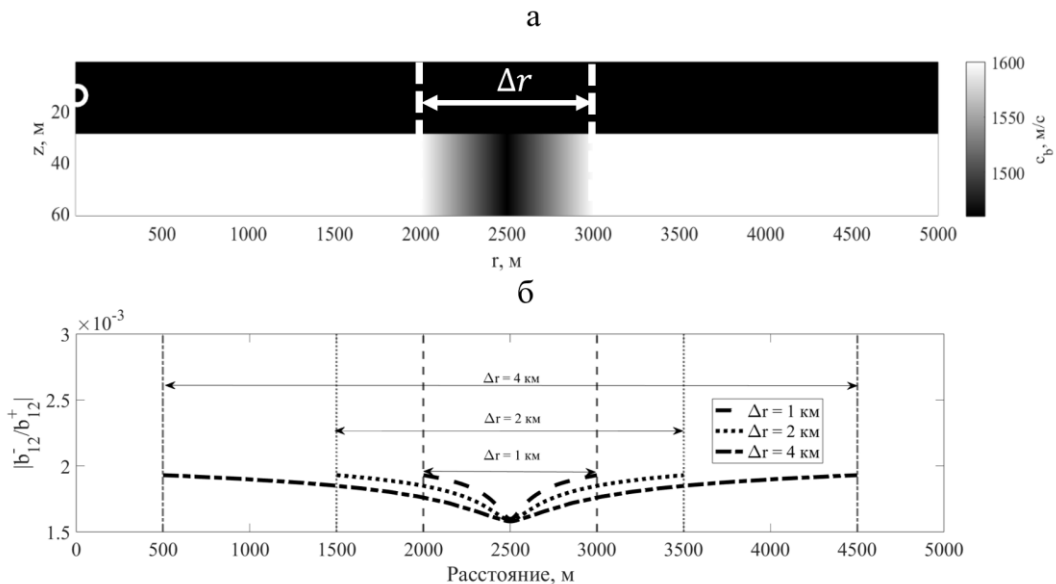 а
Δr
z, м
20
40
60
500 1000 1500 2000 2500 3000 3500 4000 4500 5000
r, м
1600
1550
1500
c_b, м/с
б
×10⁻³
3
2.5
2
1.5
|b⁻₁₂/b⁺₁₂|
Δr = 4 км
Δr = 2 км
Δr = 1 км
Δr = 1 км
Δr = 2 км
Δr = 4 км
0 500 1000 1500 2000 2500 3000 3500 4000 4500 5000
Расстояние, м